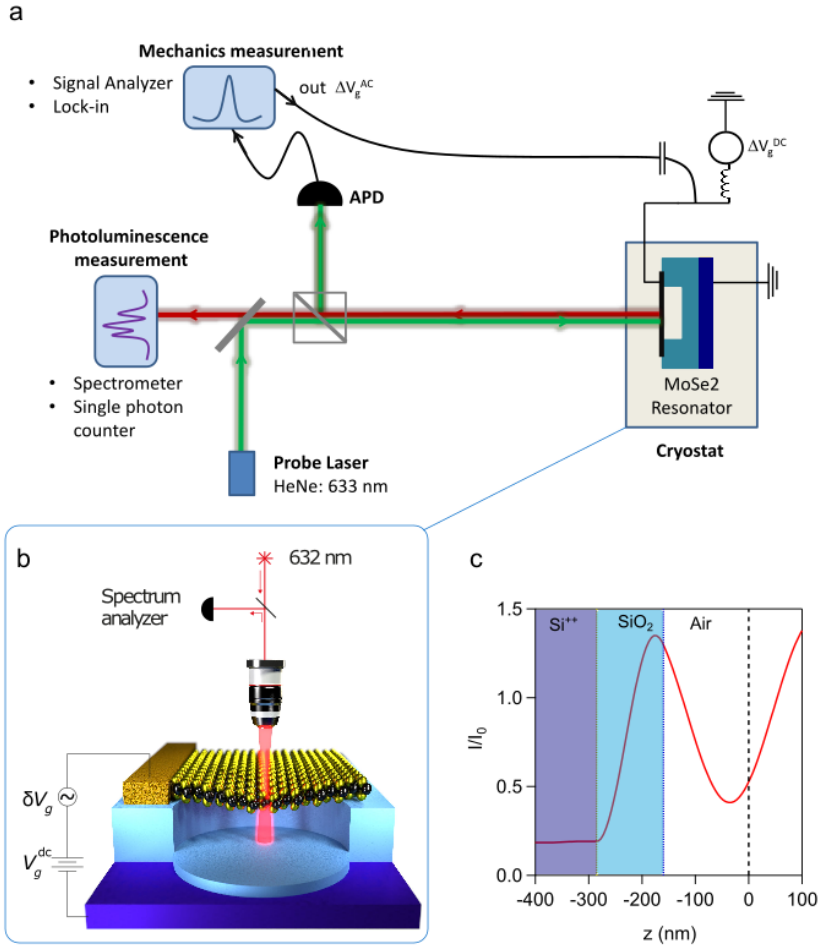 a
Mechanics measurement
• Signal Analyzer
• Lock-in
out ΔVg^AC
ΔVg^DC
APD
Photoluminescence
measurement
• Spectrometer
• Single photon
counter
MoSe2
Resonator
Cryostat
Probe Laser
HeNe: 633 nm
b
632 nm
Spectrum
analyzer
δVg
Vg^dc
c
1.5
1.0
0.5
0.0
I/I0
Si++
SiO2
Air
-400 -300 -200 -100 0 100
z (nm)